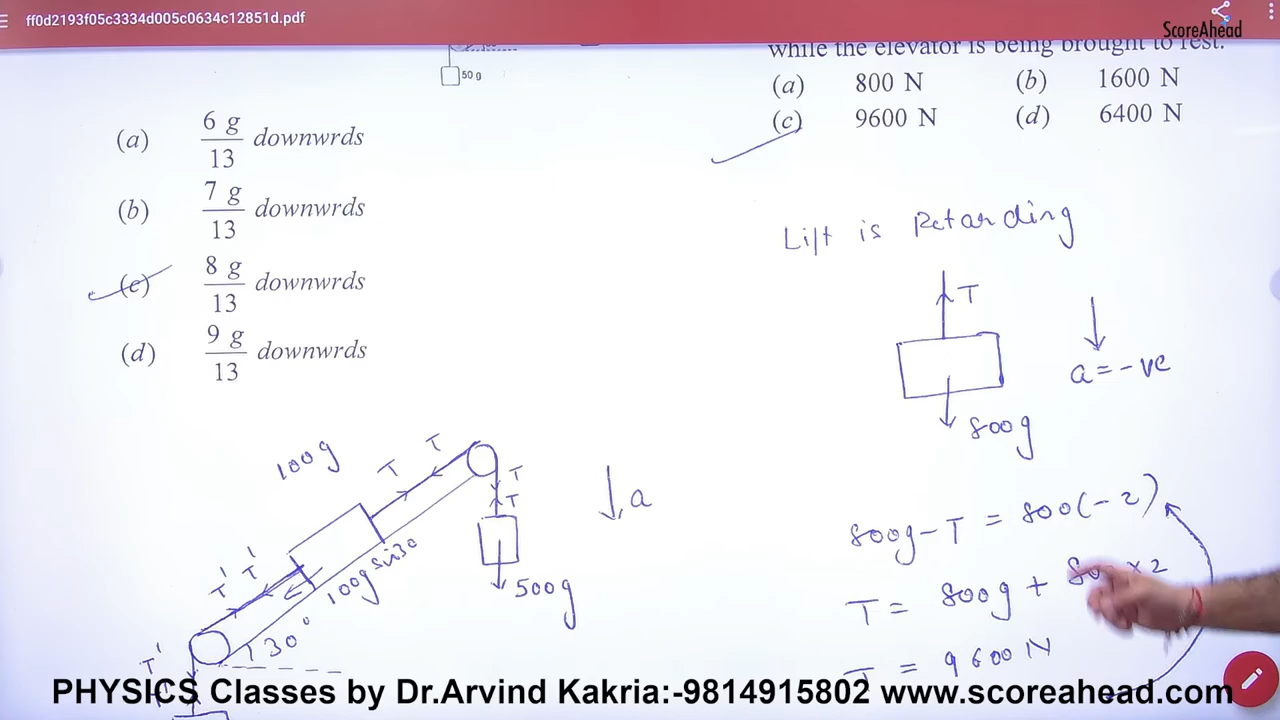 ff0d2193f05c3334d005c0634c12851d.pdf
ScoreAhead
while the elevator is being brought to rest.
(a) 800 N (b) 1600 N
(c) 9600 N (d) 6400 N
50 g
(a) 6 g / 13 downwrds
(b) 7 g / 13 downwrds
(c) 8 g / 13 downwrds
(d) 9 g / 13 downwrds
Lift is Retarding
T
a = -ve
800g
800g - T = 800(-2)
T = 800g +
T = 9600 N
100g
T T
T
T
a
500g
T' T'
100g sin30
30°
T'
PHYSICS Classes by Dr.Arvind Kakria:-9814915802 www.scoreahead.com